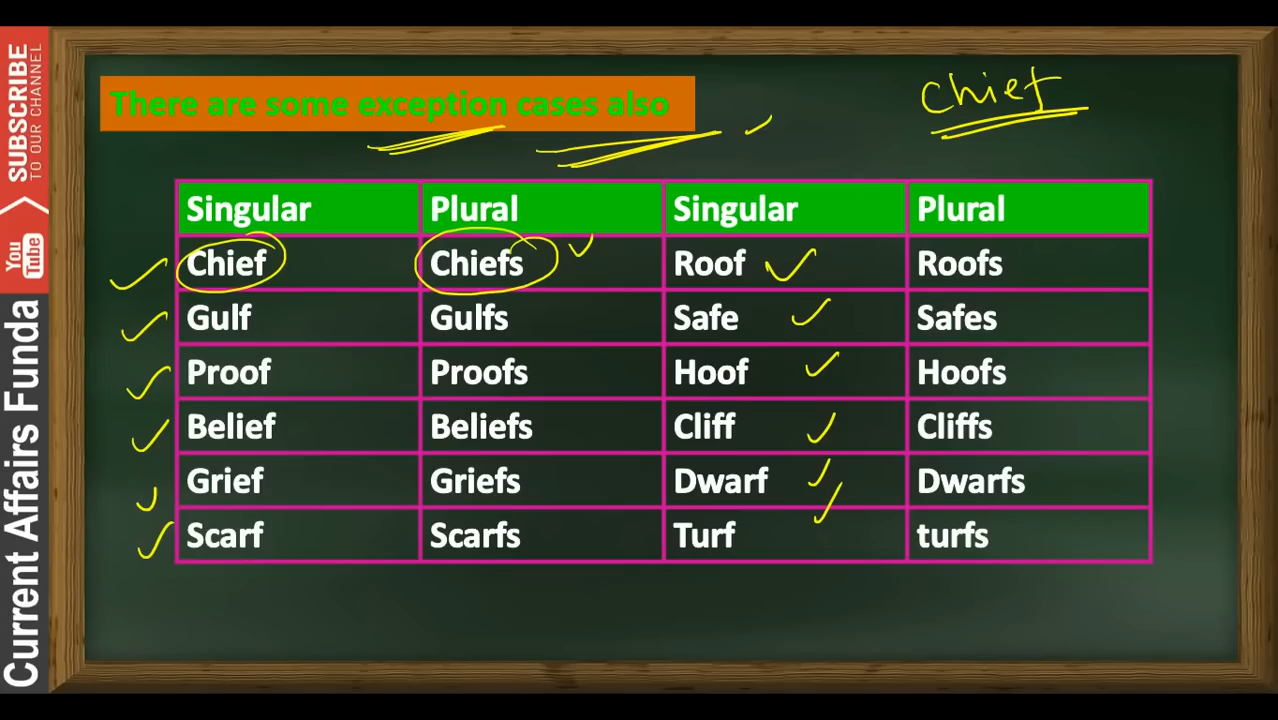 SUBSCRIBE
TO OUR CHANNEL
You Tube
Current Affairs Funda
There are some exception cases also
Chief
Singular Plural Singular Plural
Chief Chiefs Roof Roofs
Gulf Gulfs Safe Safes
Proof Proofs Hoof Hoofs
Belief Beliefs Cliff Cliffs
Grief Griefs Dwarf Dwarfs
Scarf Scarfs Turf turfs